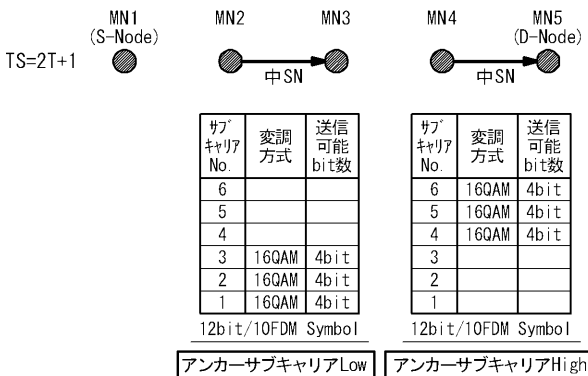 MN1 MN2 MN3 MN4 MN5
(S-Node) (D-Node)
TS=2T+1
中SN 中SN
サブキャリアNo. 変調方式 送信可能bit数
6
5
4
3 16QAM 4bit
2 16QAM 4bit
1 16QAM 4bit
12bit/1OFDM Symbol
アンカーサブキャリアLow
サブキャリアNo. 変調方式 送信可能bit数
6 16QAM 4bit
5 16QAM 4bit
4 16QAM 4bit
3
2
1
12bit/1OFDM Symbol
アンカーサブキャリアHigh